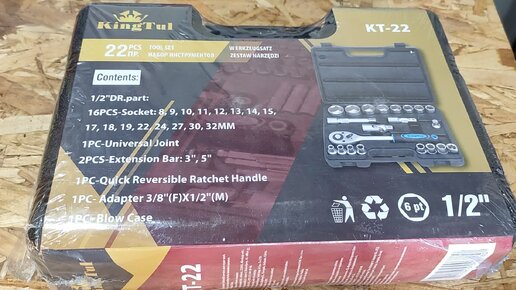 KingTul
KT-22
22 PCS
ПР.
TOOL SET
НАБОР ИНСТРУМЕНТОВ
WERKZEUGSATZ
ZESTAW NARZĘDZI
Contents:
1/2"DR.part:
16PCS-Socket: 8, 9, 10, 11, 12, 13, 14, 15,
17, 18, 19, 22, 24, 27, 30, 32MM
1PC-Universal Joint
2PCS-Extension Bar: 3", 5"
1PC-Quick Reversible Ratchet Handle
1PC- Adapter 3/8"(F)X1/2"(M)
1PC- Blow Case
6 pt
1/2"
T-22